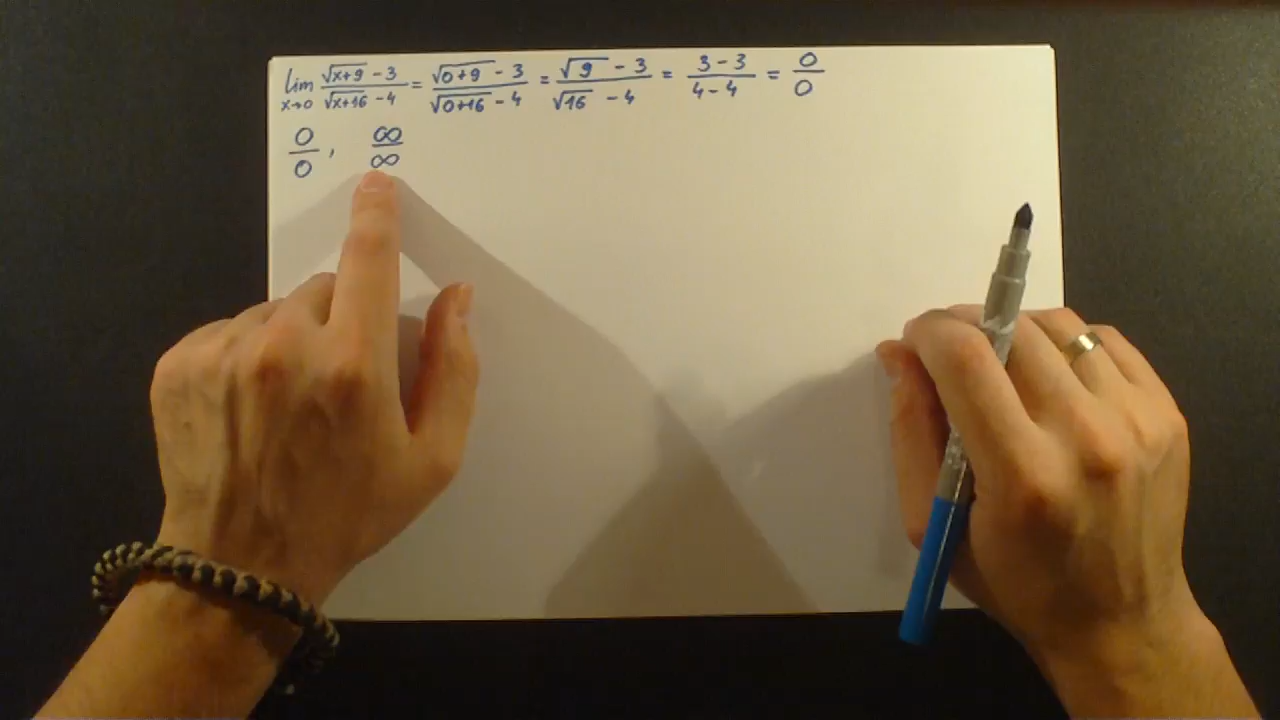 lim x→0 (√(x+9) - 3)/(√(x+16) - 4) = (√(0+9) - 3)/(√(0+16) - 4) = (√9 - 3)/(√16 - 4) = (3-3)/(4-4) = 0/0
0/0 , ∞/∞